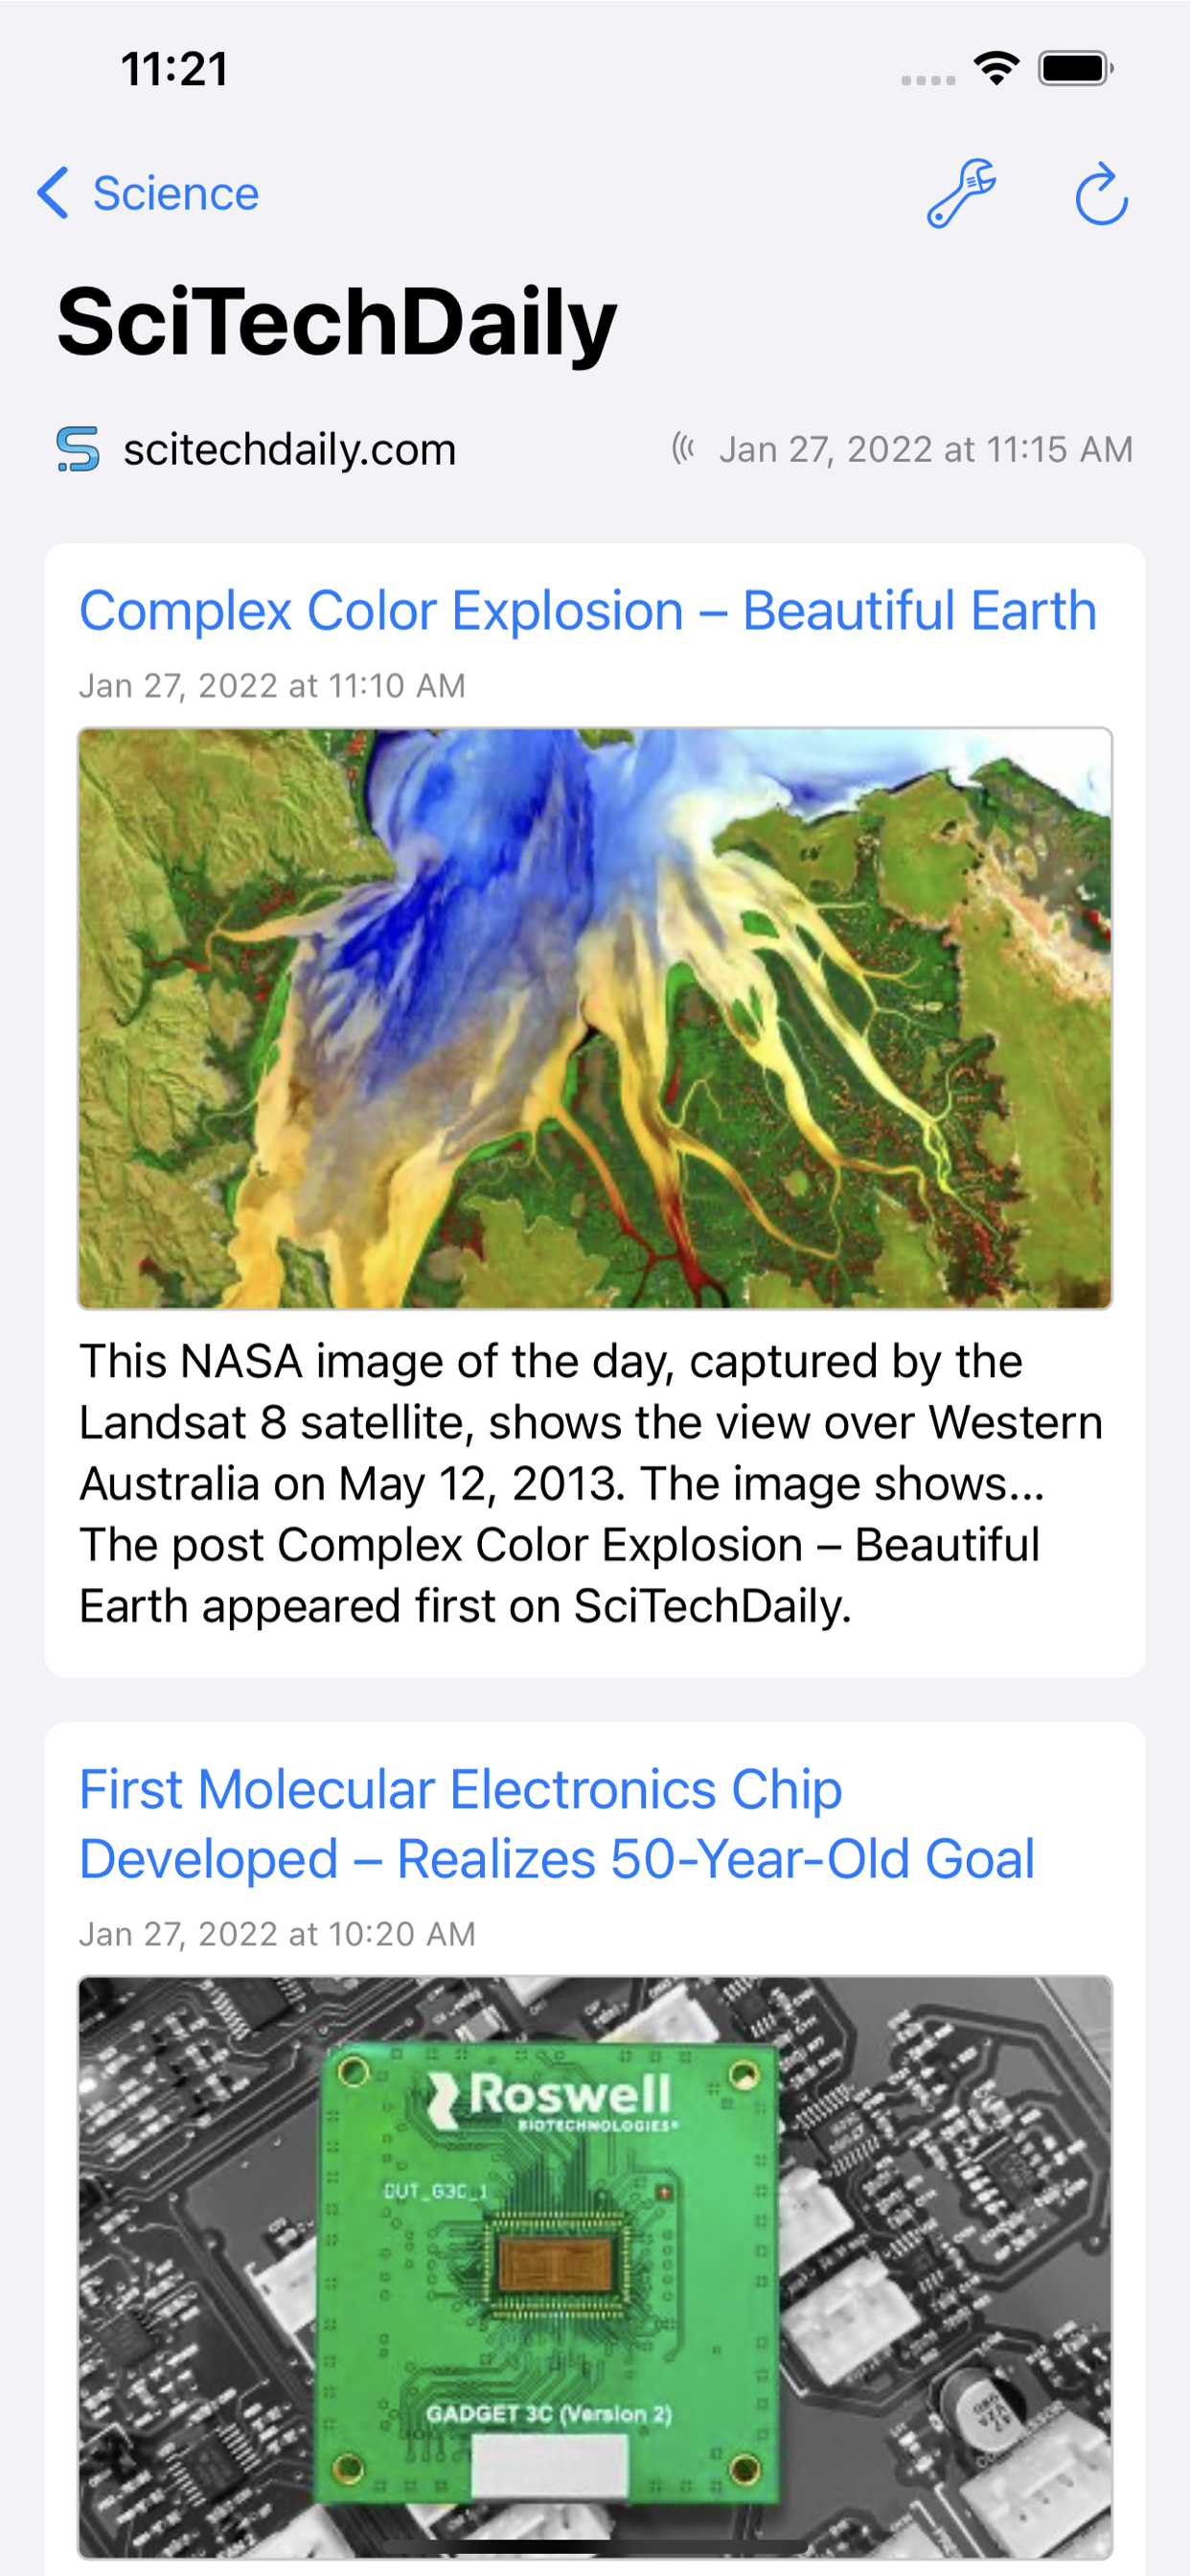 11:21
Science
SciTechDaily
scitechdaily.com
Jan 27, 2022 at 11:15 AM
Complex Color Explosion – Beautiful Earth
Jan 27, 2022 at 11:10 AM
This NASA image of the day, captured by the
Landsat 8 satellite, shows the view over Western
Australia on May 12, 2013. The image shows...
The post Complex Color Explosion – Beautiful
Earth appeared first on SciTechDaily.
First Molecular Electronics Chip
Developed – Realizes 50-Year-Old Goal
Jan 27, 2022 at 10:20 AM
Roswell
BIOTECHNOLOGIES
DUT_G3C_1
GADGET 3C (Version 2)